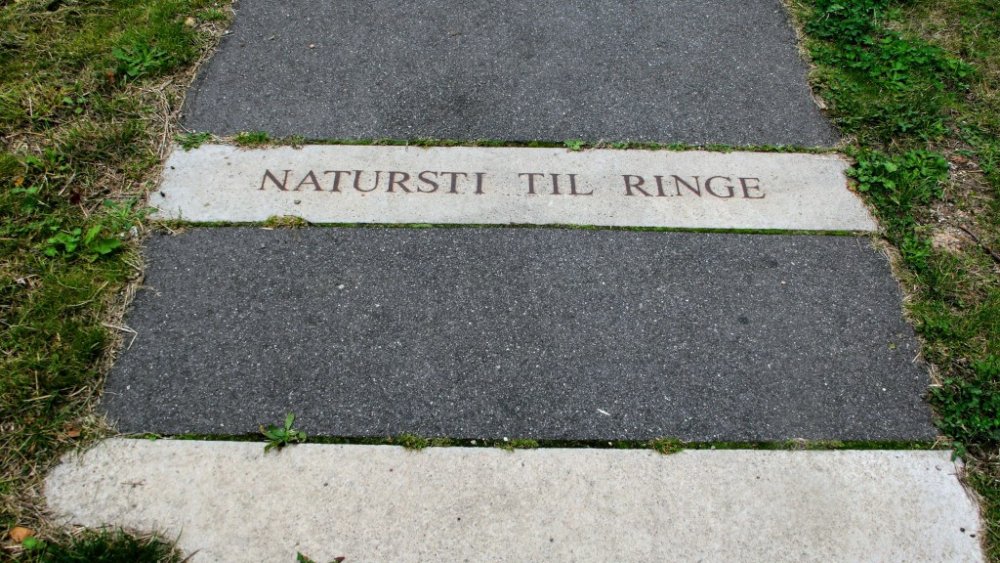 NATURSTI TIL RINGE